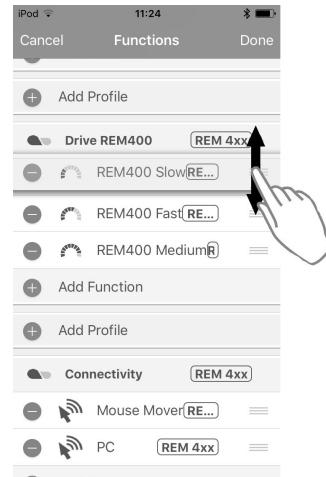 iPod 11:24
Cancel Functions Done
Add Profile
Drive REM400 REM 4xx
REM400 Slow RE...
REM400 Fast RE...
REM400 Medium R
Add Function
Add Profile
Connectivity REM 4xx
Mouse Mover RE...
PC REM 4xx